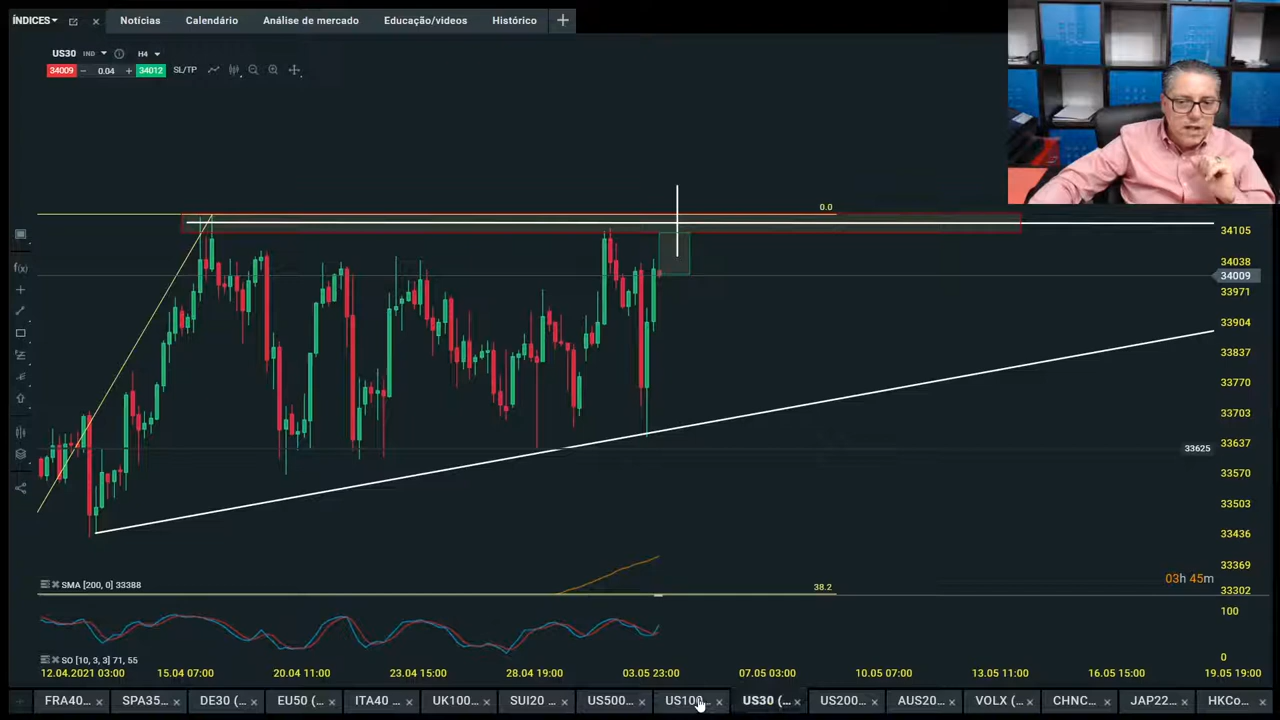 ÍNDICES Notícias Calendário Análise de mercado Educação/videos Histórico
US30 IND H4
34009 0.04 34012 SL/TP
0.0
34105
34038
34009
33971
33904
33837
33770
33703
33637
33625
33570
33503
33436
33369
03h 45m
SMA [200, 0] 33388
38.2
33302
100
SO [10, 3, 3] 71, 55
0
12.04.2021 03:00 15.04 07:00 20.04 11:00 23.04 15:00 28.04 19:00 03.05 23:00 07.05 03:00 10.05 07:00 13.05 11:00 16.05 15:00 19.05 19:00
FRA40... SPA35... DE30 (... EU50 (... ITA40 ... UK100... SUI20 ... US500... US100... US30 (... US200... AUS20... VOLX (... CHNC... JAP22... HKCo...